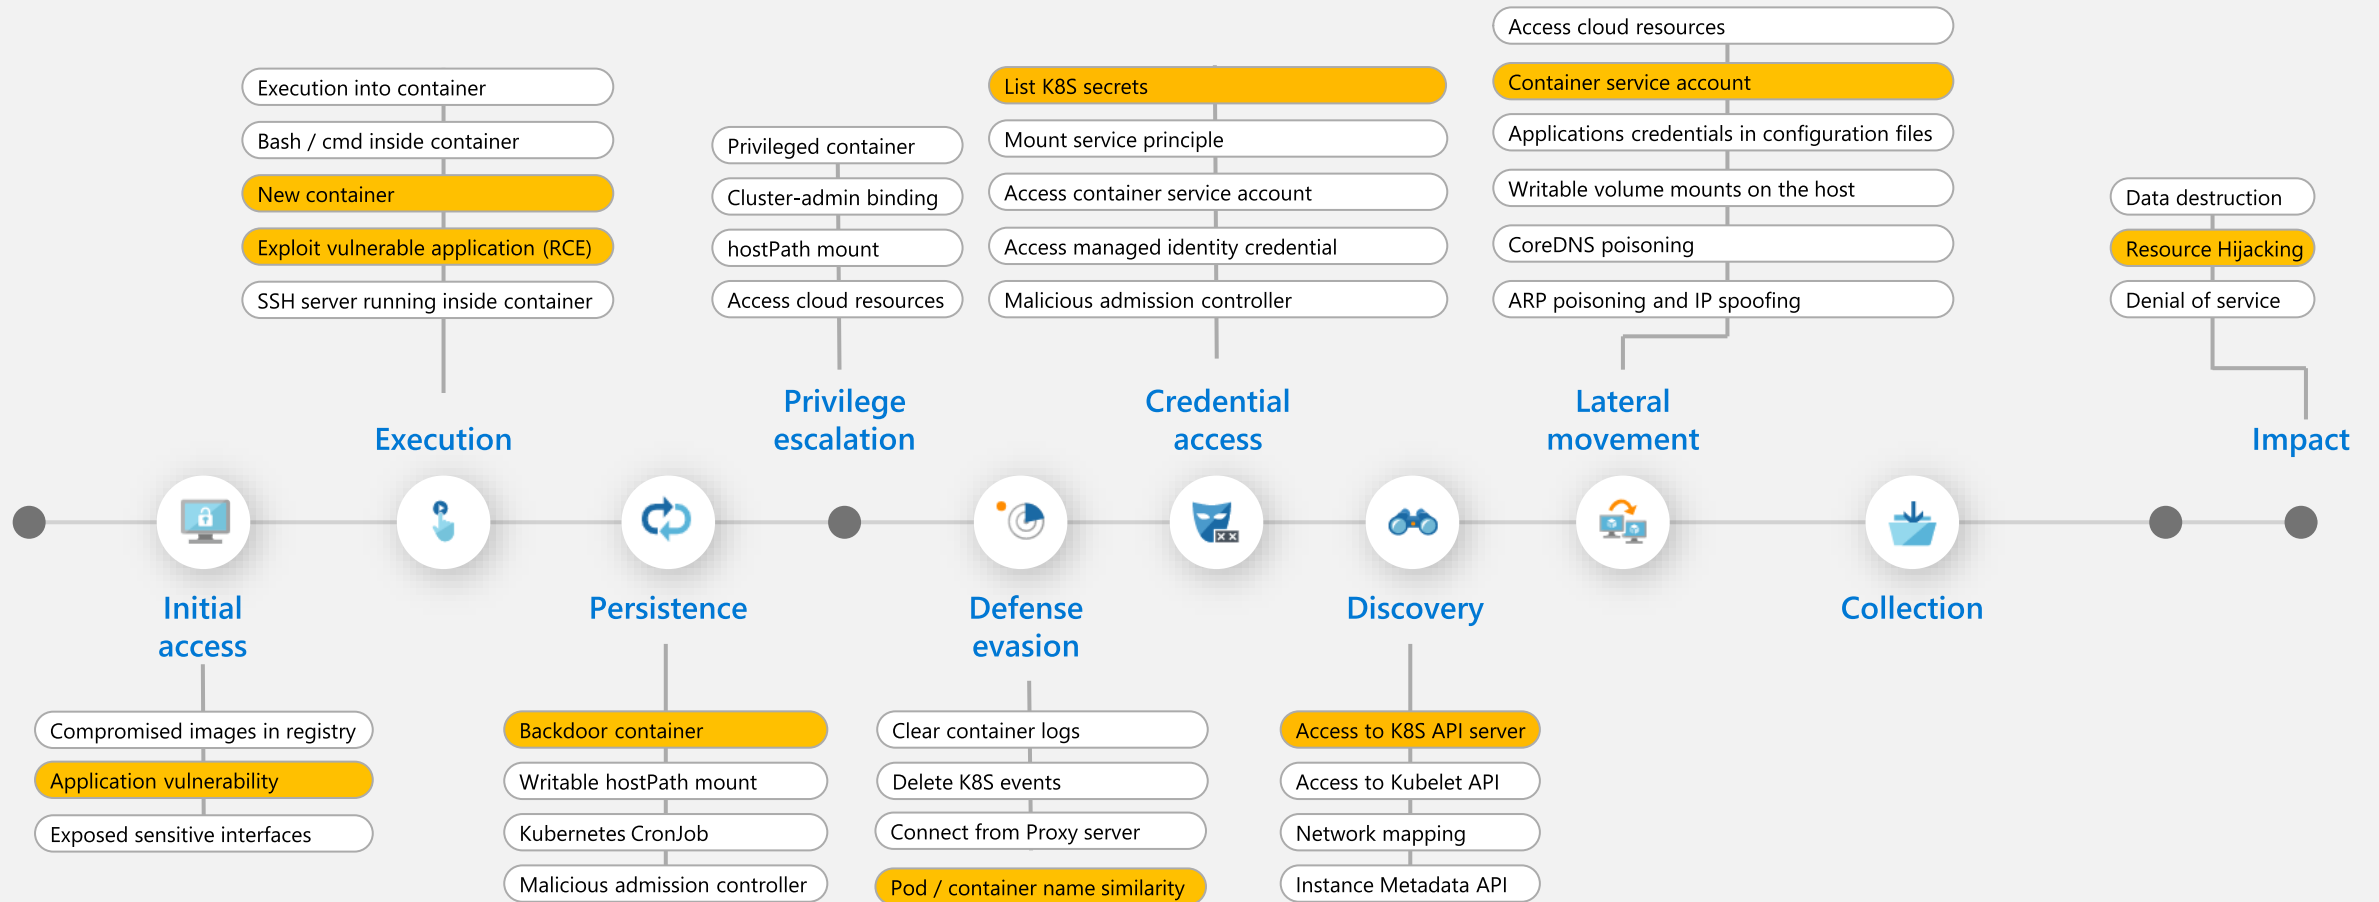 Execution into container
Bash / cmd inside container
New container
Exploit vulnerable application (RCE)
SSH server running inside container
Execution
Privileged container
Cluster-admin binding
hostPath mount
Access cloud resources
Privilege
escalation
List K8S secrets
Mount service principle
Access container service account
Access managed identity credential
Malicious admission controller
Credential
access
Access cloud resources
Container service account
Applications credentials in configuration files
Writable volume mounts on the host
CoreDNS poisoning
ARP poisoning and IP spoofing
Lateral
movement
Data destruction
Resource Hijacking
Denial of service
Impact
Initial
access
Compromised images in registry
Application vulnerability
Exposed sensitive interfaces
Persistence
Backdoor container
Writable hostPath mount
Kubernetes CronJob
Malicious admission controller
Defense
evasion
Clear container logs
Delete K8S events
Connect from Proxy server
Pod / container name similarity
Discovery
Access to K8S API server
Access to Kubelet API
Network mapping
Instance Metadata API
Collection